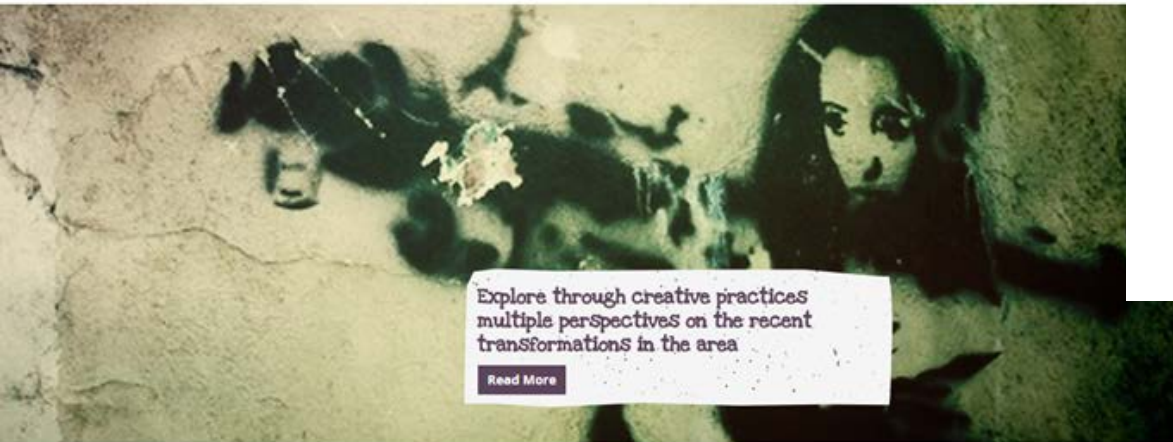 Explore through creative practices
multiple perspectives on the recent
transformations in the area
Read More